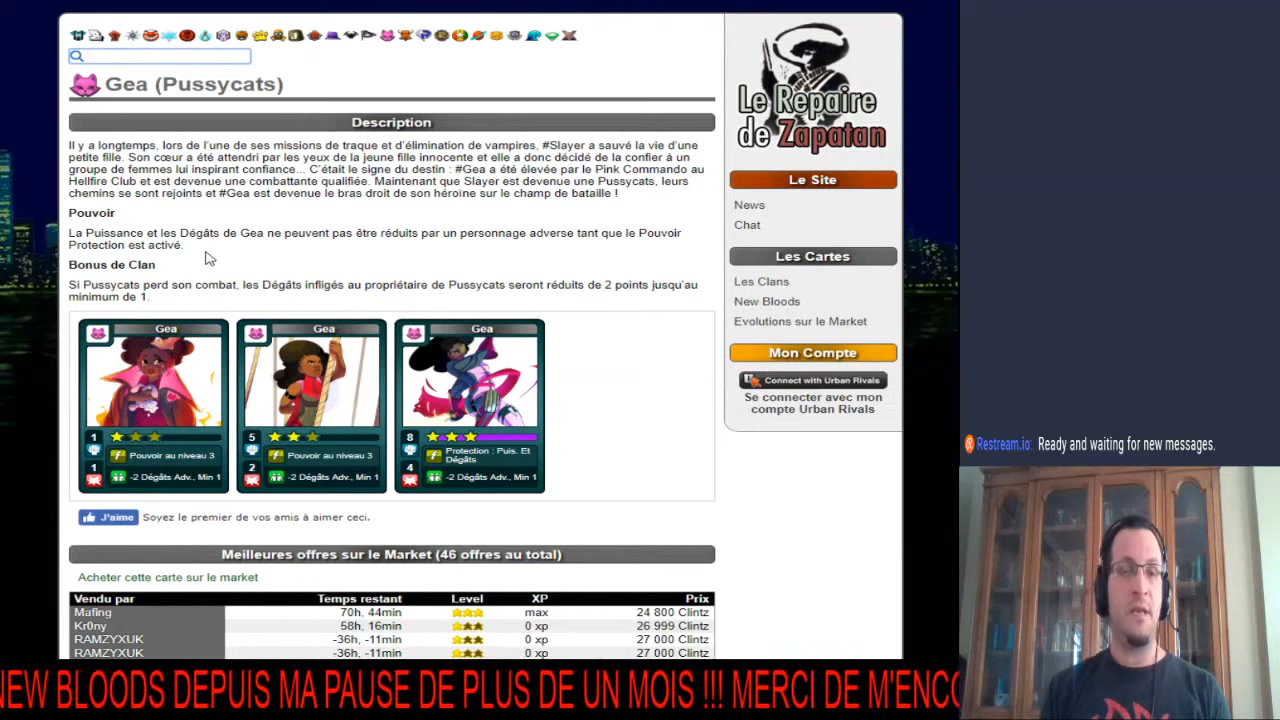 Gea (Pussycats)
Description
Il y a longtemps, lors de l'une de ses missions de traque et d'élimination de vampires, #Slayer a sauvé la vie d'une
petite fille. Son cœur a été attendri par les yeux de la jeune fille innocente et elle a donc décidé de la confier à un
groupe de femmes lui inspirant confiance... C'était le signe du destin : #Gea a été élevée par le Pink Commando au
Hellfire Club et est devenue une combattante qualifiée. Maintenant que Slayer est devenue une Pussycats, leurs
chemins se sont rejoints et #Gea est devenue le bras droit de son héroïne sur le champ de bataille !
Pouvoir
La Puissance et les Dégâts de Gea ne peuvent pas être réduits par un personnage adverse tant que le Pouvoir
Protection est activé.
Bonus de Clan
Si Pussycats perd son combat, les Dégâts infligés au propriétaire de Pussycats seront réduits de 2 points jusqu'au
minimum de 1.
Gea
1
Pouvoir au niveau 3
1
-2 Dégâts Adv., Min 1
Gea
5
Pouvoir au niveau 3
2
-2 Dégâts Adv., Min 1
Gea
8
Protection : Puis. Et
Dégâts
4
-2 Dégâts Adv., Min 1
J'aime Soyez le premier de vos amis à aimer ceci.
Meilleures offres sur le Market (46 offres au total)
Acheter cette carte sur le market
Vendu par Temps restant Level XP Prix
Mafing 70h, 44min max 24 800 Clintz
Kr0ny 58h, 16min 0 xp 26 999 Clintz
RAMZYXUK -36h, -11min 0 xp 27 000 Clintz
RAMZYXUK -36h, -11min 0 xp 27 000 Clintz
Le Repaire
de Zapatan
Le Site
News
Chat
Les Cartes
Les Clans
New Bloods
Evolutions sur le Market
Mon Compte
Connect with Urban Rivals
Se connecter avec mon
compte Urban Rivals
Restream.io: Ready and waiting for new messages.
NEW BLOODS DEPUIS MA PAUSE DE PLUS DE UN MOIS !!! MERCI DE M'ENCO